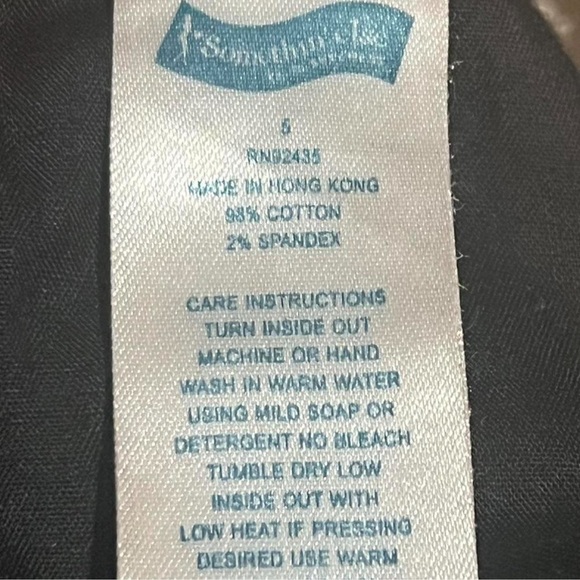 Somethin' Else
5
RN92435
MADE IN HONG KONG
98% COTTON
2% SPANDEX
CARE INSTRUCTIONS
TURN INSIDE OUT
MACHINE OR HAND
WASH IN WARM WATER
USING MILD SOAP OR
DETERGENT NO BLEACH
TUMBLE DRY LOW
INSIDE OUT WITH
LOW HEAT IF PRESSING
DESIRED USE WARM